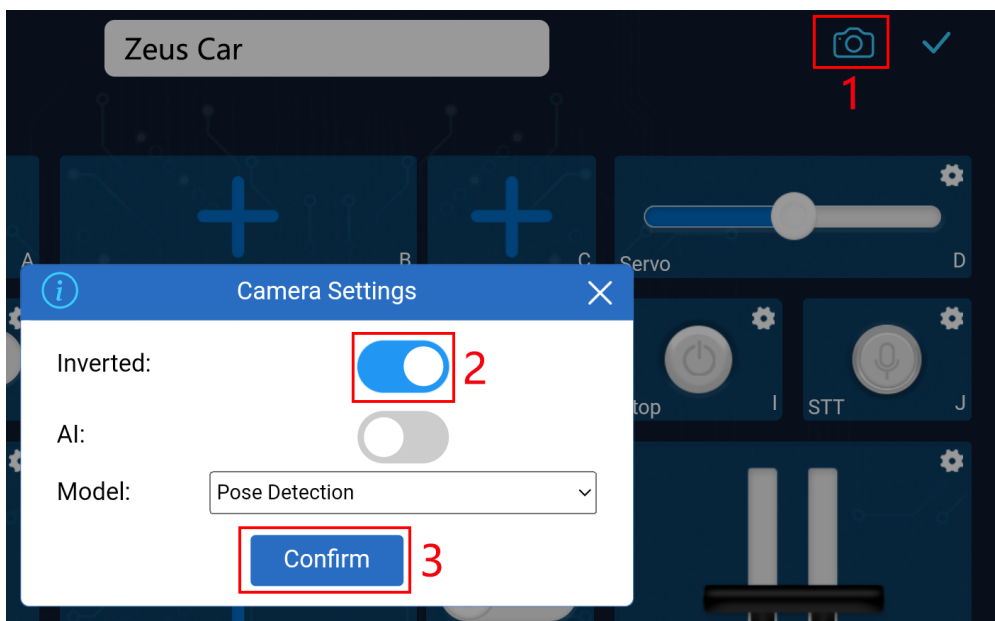 Zeus Car
1
A
B
C
Servo
D
i
Camera Settings
Inverted:
2
AI:
Model:
Pose Detection
Confirm
3
top
I
STT
J